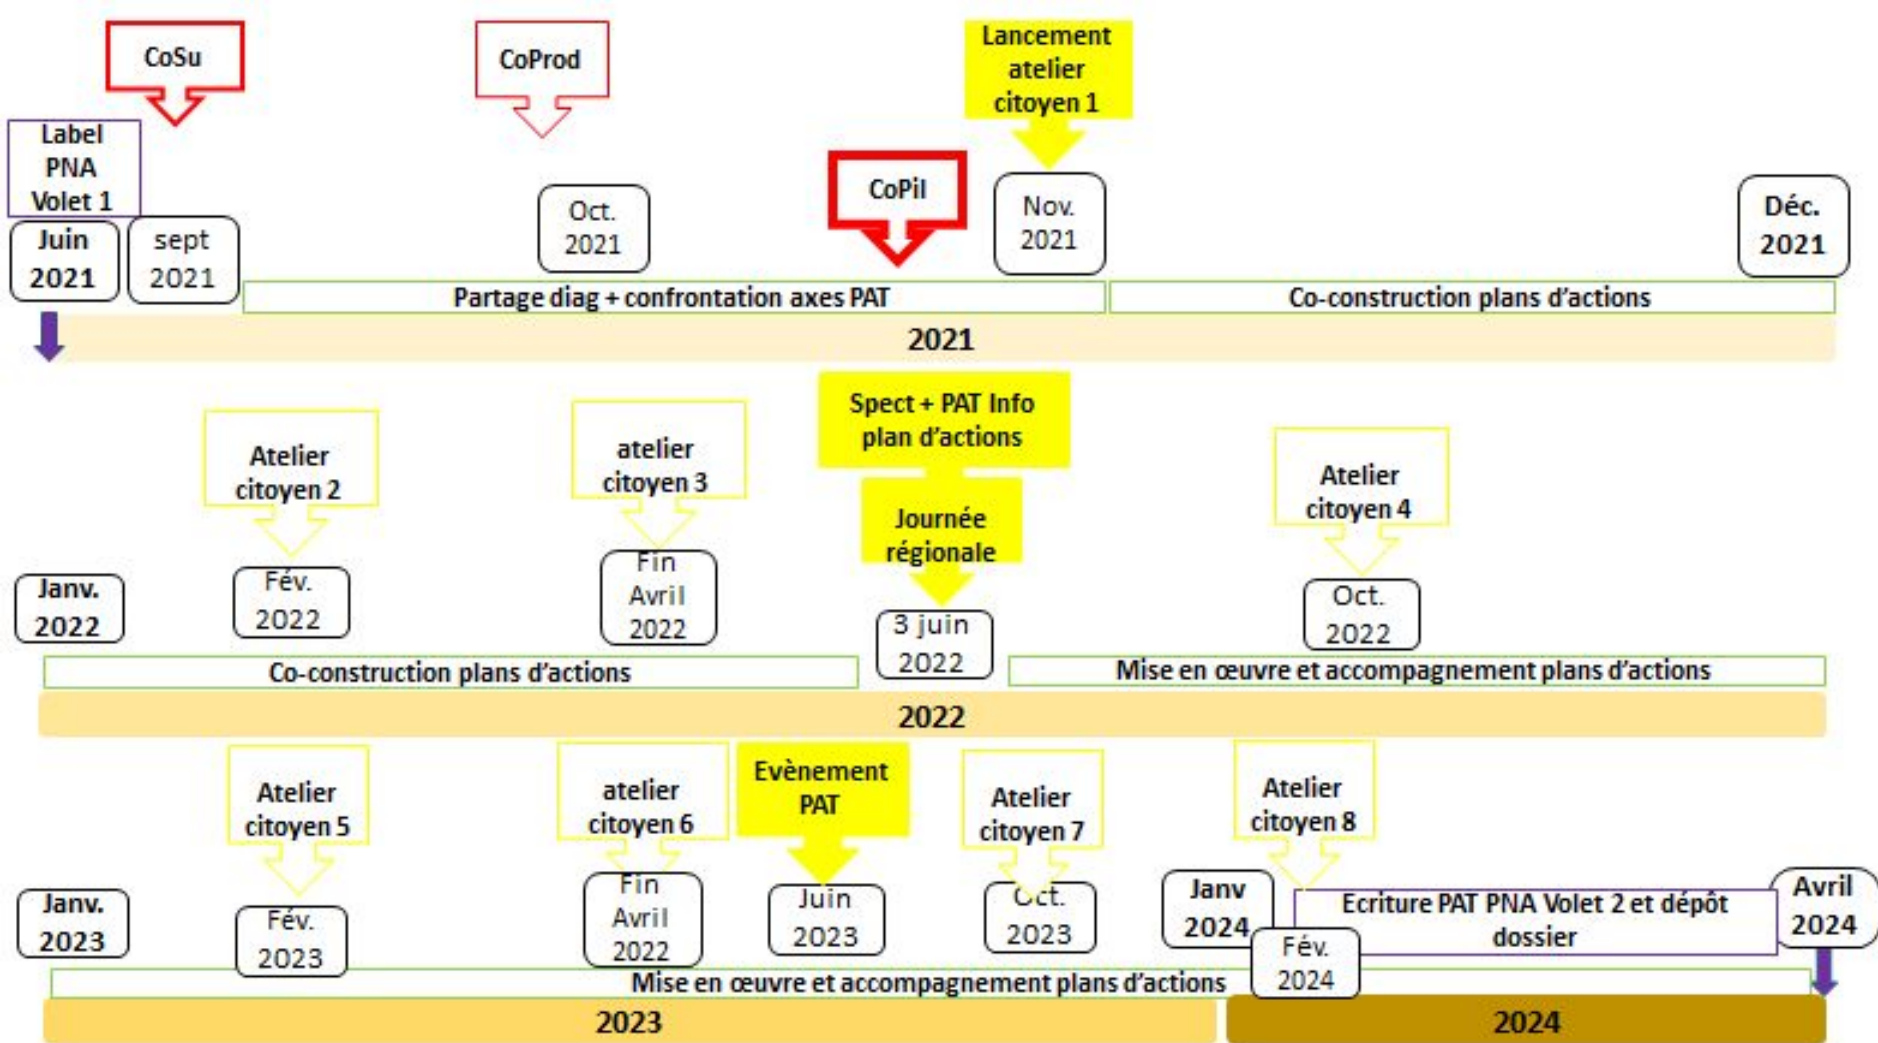 CoSu
CoProd
Lancement
atelier
citoyen 1
Label
PNA
Volet 1
CoPil
Juin
2021
sept
2021
Oct.
2021
Nov.
2021
Déc.
2021
Partage diag + confrontation axes PAT
Co-construction plans d'actions
2021
Atelier
citoyen 2
atelier
citoyen 3
Spect + PAT Info
plan d'actions
Journée
régionale
Atelier
citoyen 4
Janv.
2022
Fév.
2022
Fin
Avril
2022
3 juin
2022
Oct.
2022
Co-construction plans d'actions
Mise en œuvre et accompagnement plans d'actions
2022
Atelier
citoyen 5
atelier
citoyen 6
Evènement
PAT
Atelier
citoyen 7
Atelier
citoyen 8
Janv.
2023
Fév.
2023
Fin
Avril
2022
Juin
2023
Oct.
2023
Janv
2024
Fév.
2024
Ecriture PAT PNA Volet 2 et dépôt
dossier
Avril
2024
Mise en œuvre et accompagnement plans d'actions
2023
2024